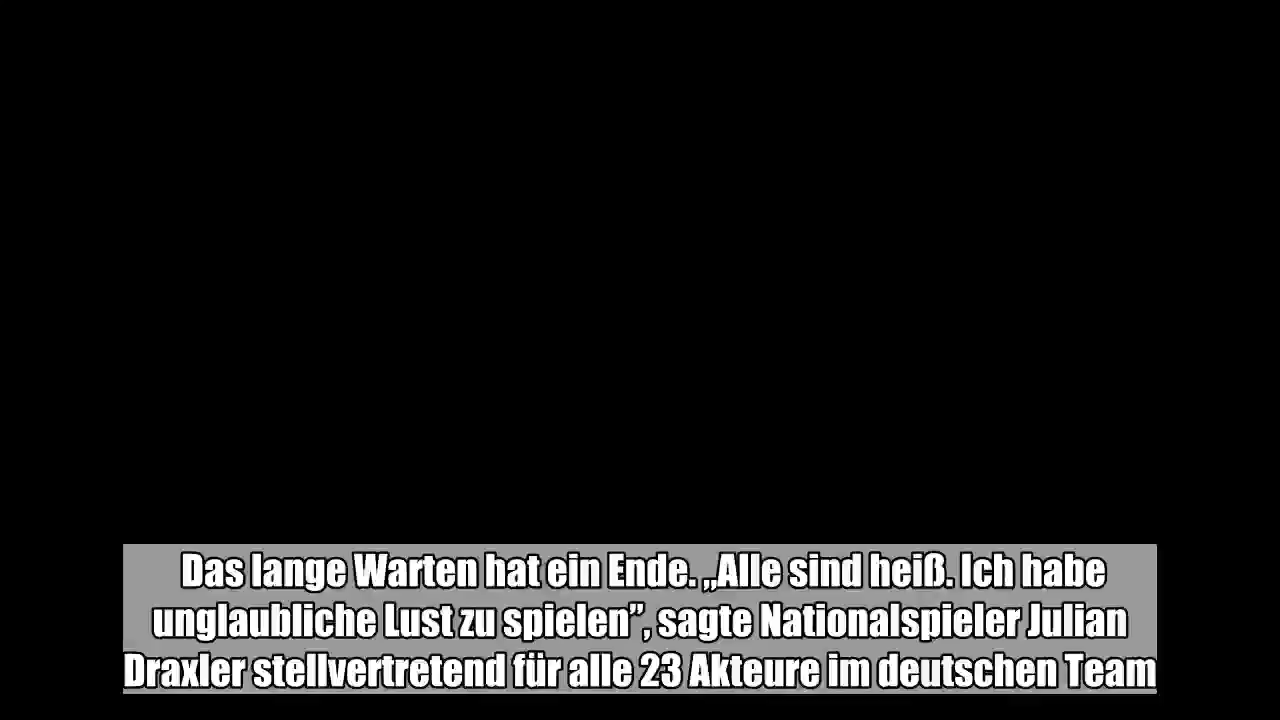 Das lange Warten hat ein Ende. „Alle sind heiß. Ich habe
unglaubliche Lust zu spielen”, sagte Nationalspieler Julian
Draxler stellvertretend für alle 23 Akteure im deutschen Team